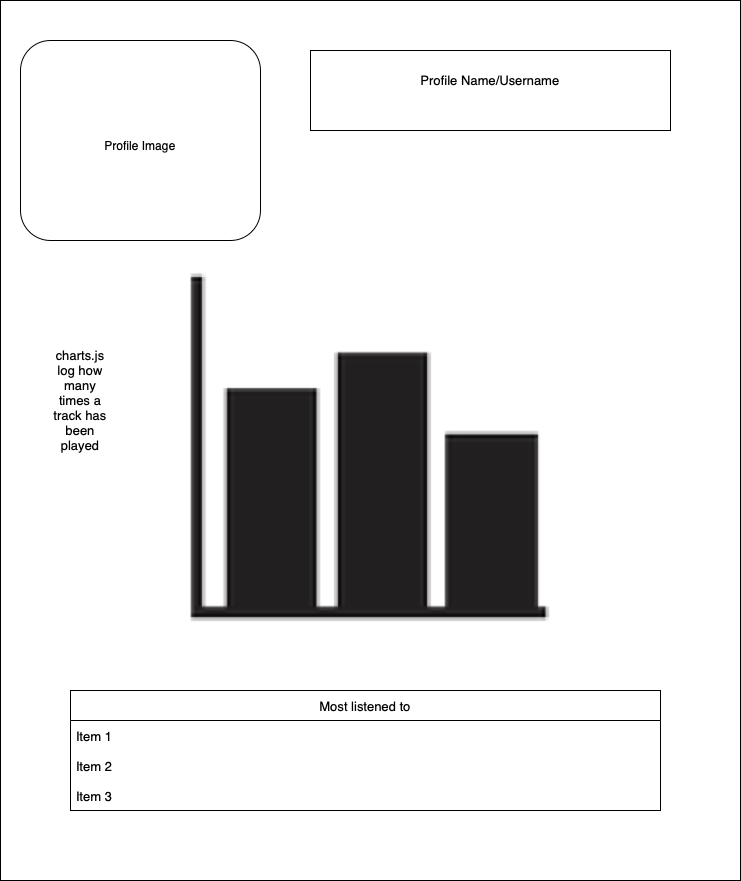 Profile Name/Username
Profile Image
charts.js
log how
many
times a
track has
been
played
Most listened to
Item 1
Item 2
Item 3